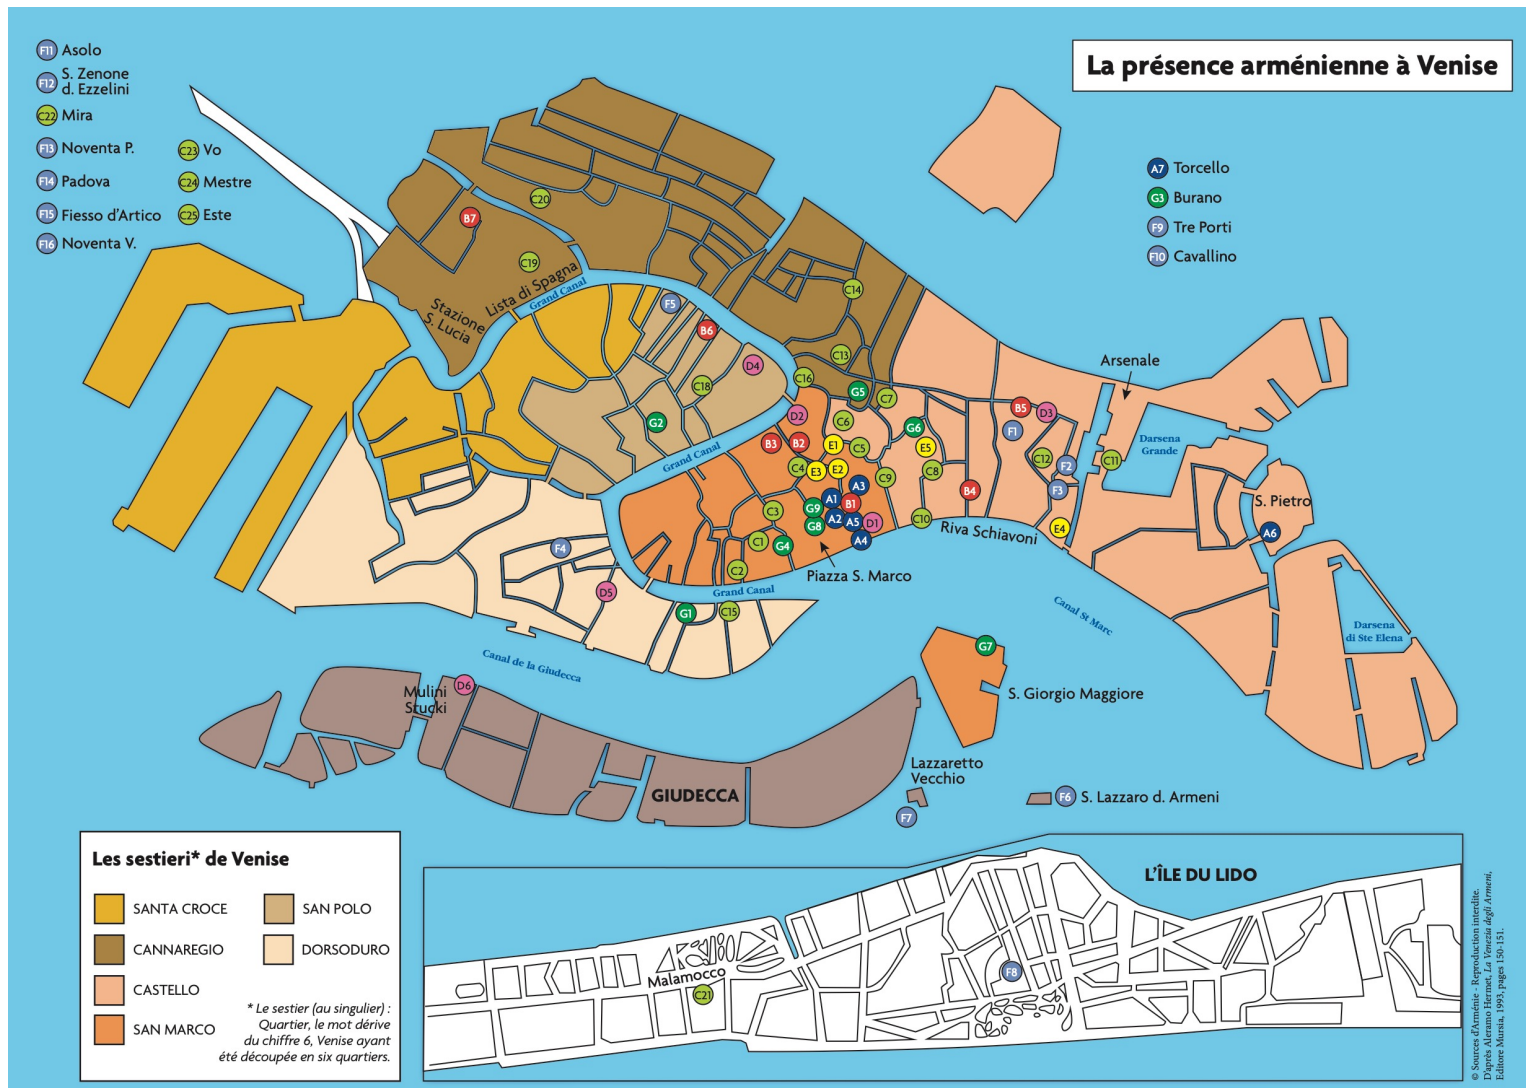 La présence arménienne à Venise
F11 Asolo
F12 S. Zenone
d. Ezzelini
C22 Mira
F13 Noventa P.
C23 Vo
F14 Padova
C24 Mestre
F15 Fiesso d'Artico
C25 Este
F16 Noventa V.
A7 Torcello
G3 Burano
F9 Tre Porti
F10 Cavallino
C20
B7
C19
Lista di Spagna
Grand Canal
Stazione
S. Lucia
F5
B6
D4
C18
G2
C14
C13
C16
G5
C7
Arsenale
D2
C6
B5
D3
G6
F1
Grand Canal
B3
B2
E1
C5
E5
C12
F2
C11
Darsena
Grande
C4
E3
E2
C9
C8
A3
B4
F3
A1
B1
G9
C3
A2
A5
D1
G8
C10
Riva Schiavoni
E4
S. Pietro
A6
C1
G4
A4
F4
C2
Piazza S. Marco
D5
Grand Canal
G1
C15
Canal St Marc
Darsena
di Ste Elena
Canal de la Giudecca
G7
Mulini
Stucki
D6
S. Giorgio Maggiore
Lazzaretto
Vecchio
F7
GIUDECCA
F6 S. Lazzaro d. Armeni
Les sestieri* de Venise
SANTA CROCE
SAN POLO
CANNAREGIO
DORSODURO
CASTELLO
SAN MARCO
* Le sestier (au singulier) :
Quartier, le mot dérive
du chiffre 6, Venise ayant
été découpée en six quartiers.
L'ÎLE DU LIDO
Malamocco
C21
F8
© Sources d'Arménie - Reproduction interdite.
D'après Aleramo Hermet, La Venezia degli Armeni,
Editore Mursia, 1993, pages 150-151.